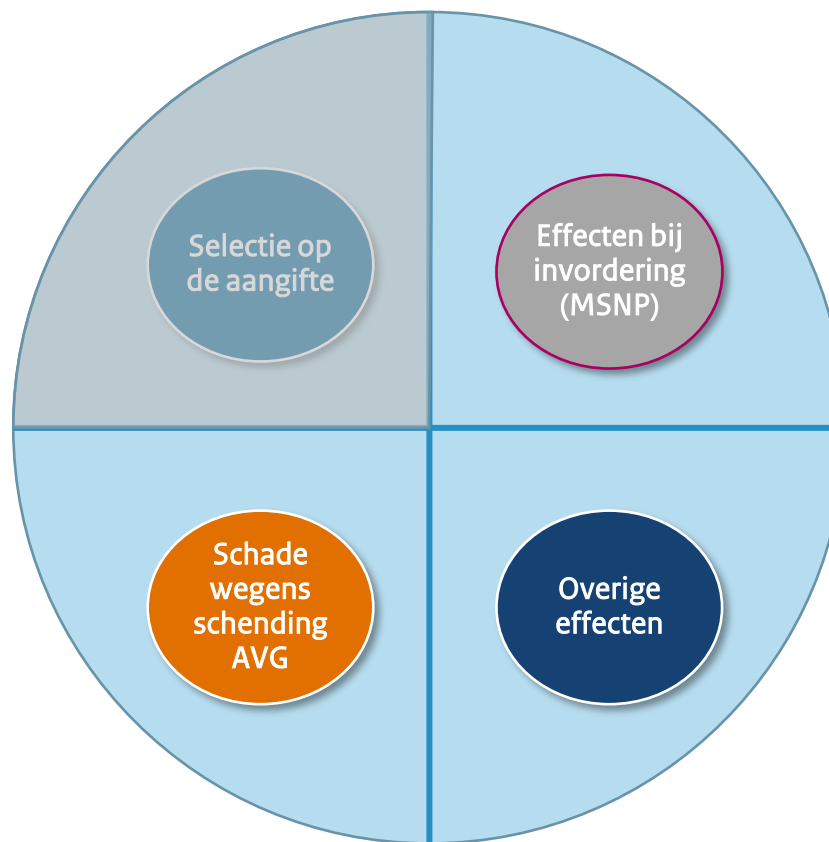 Selectie op
de aangifte
Effecten bij
invordering
(MSNP)
Schade
wegens
schending
AVG
Overige
effecten